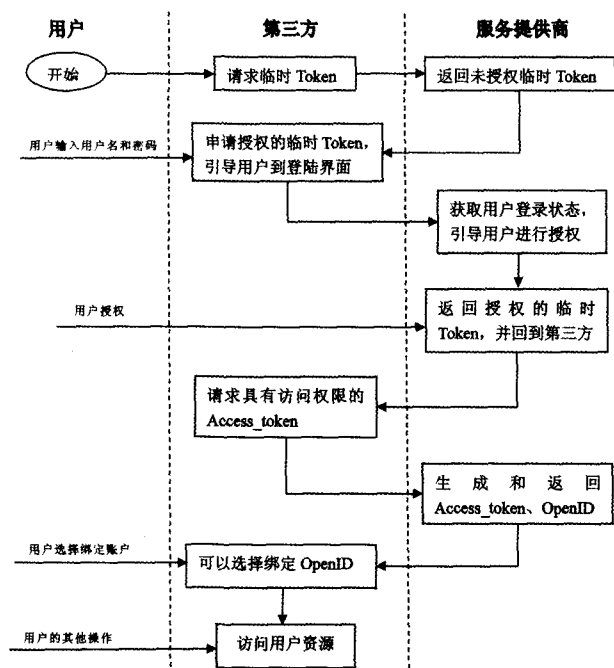 用户
第三方
服务提供商
开始
请求临时 Token
返回未授权临时 Token
用户输入用户名和密码
申请授权的临时 Token，
引导用户到登陆界面
获取用户登录状态，
引导用户进行授权
用户授权
返回授权的临时
Token，并回到第三方
请求具有访问权限的
Access_token
生成和返回
Access_token、OpenID
用户选择绑定账户
可以选择绑定 OpenID
用户的其他操作
访问用户资源